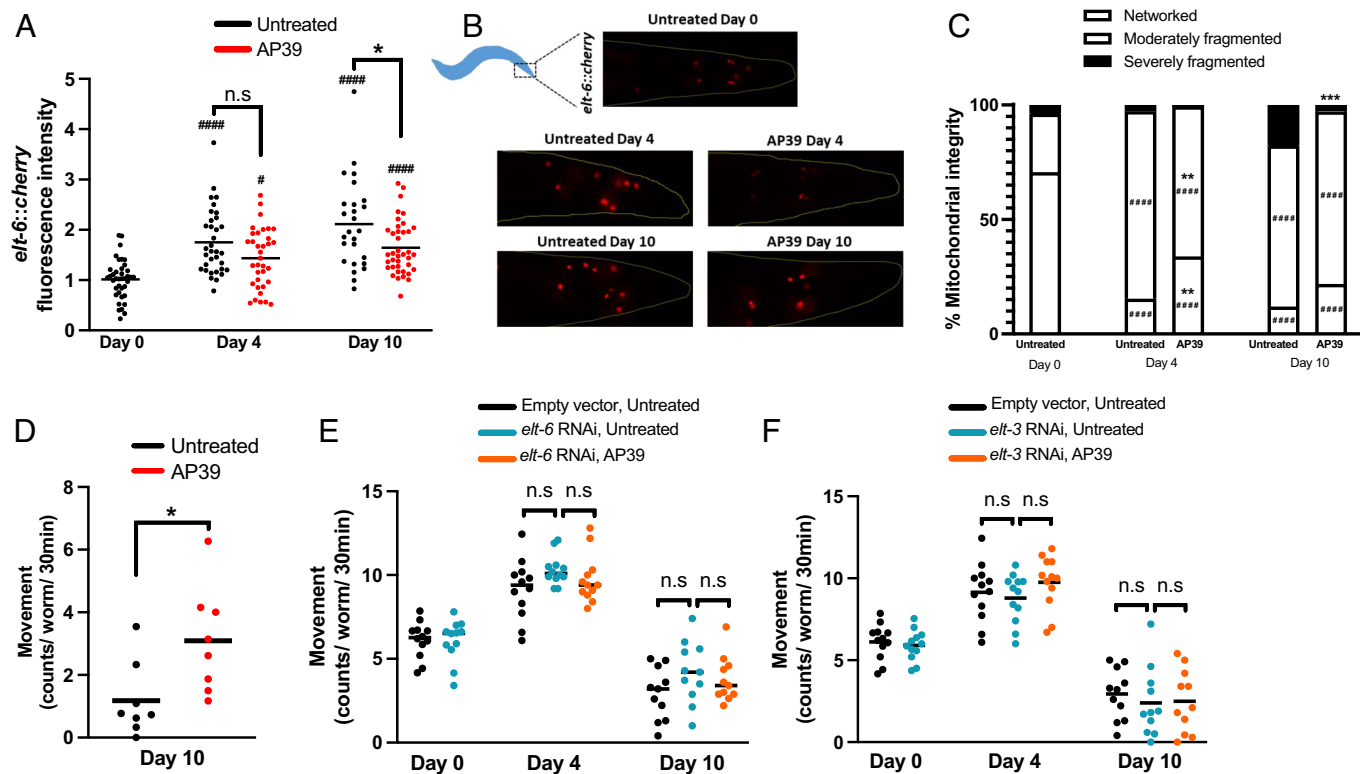 A
Untreated
AP39
elt-6::cherry
fluorescence intensity
5
4
3
2
1
0
####
n.s
#
####
*
####
Day 0
Day 4
Day 10
B
Untreated Day 0
elt-6::cherry
Untreated Day 4
AP39 Day 4
Untreated Day 10
AP39 Day 10
C
Networked
Moderately fragmented
Severely fragmented
% Mitochondrial integrity
100
50
0
####
####
**
####
**
####
####
####
***
####
####
Untreated
Untreated
AP39
Untreated
AP39
Day 0
Day 4
Day 10
D
Untreated
AP39
Movement
(counts/ worm/ 30min)
8
6
4
2
0
*
Day 10
E
Empty vector, Untreated
elt-6 RNAi, Untreated
elt-6 RNAi, AP39
Movement
(counts/ worm/ 30min)
15
10
5
0
n.s
n.s
n.s
n.s
Day 0
Day 4
Day 10
F
Empty vector, Untreated
elt-3 RNAi, Untreated
elt-3 RNAi, AP39
Movement
(counts/ worm/ 30min)
15
10
5
0
n.s
n.s
n.s
n.s
Day 0
Day 4
Day 10